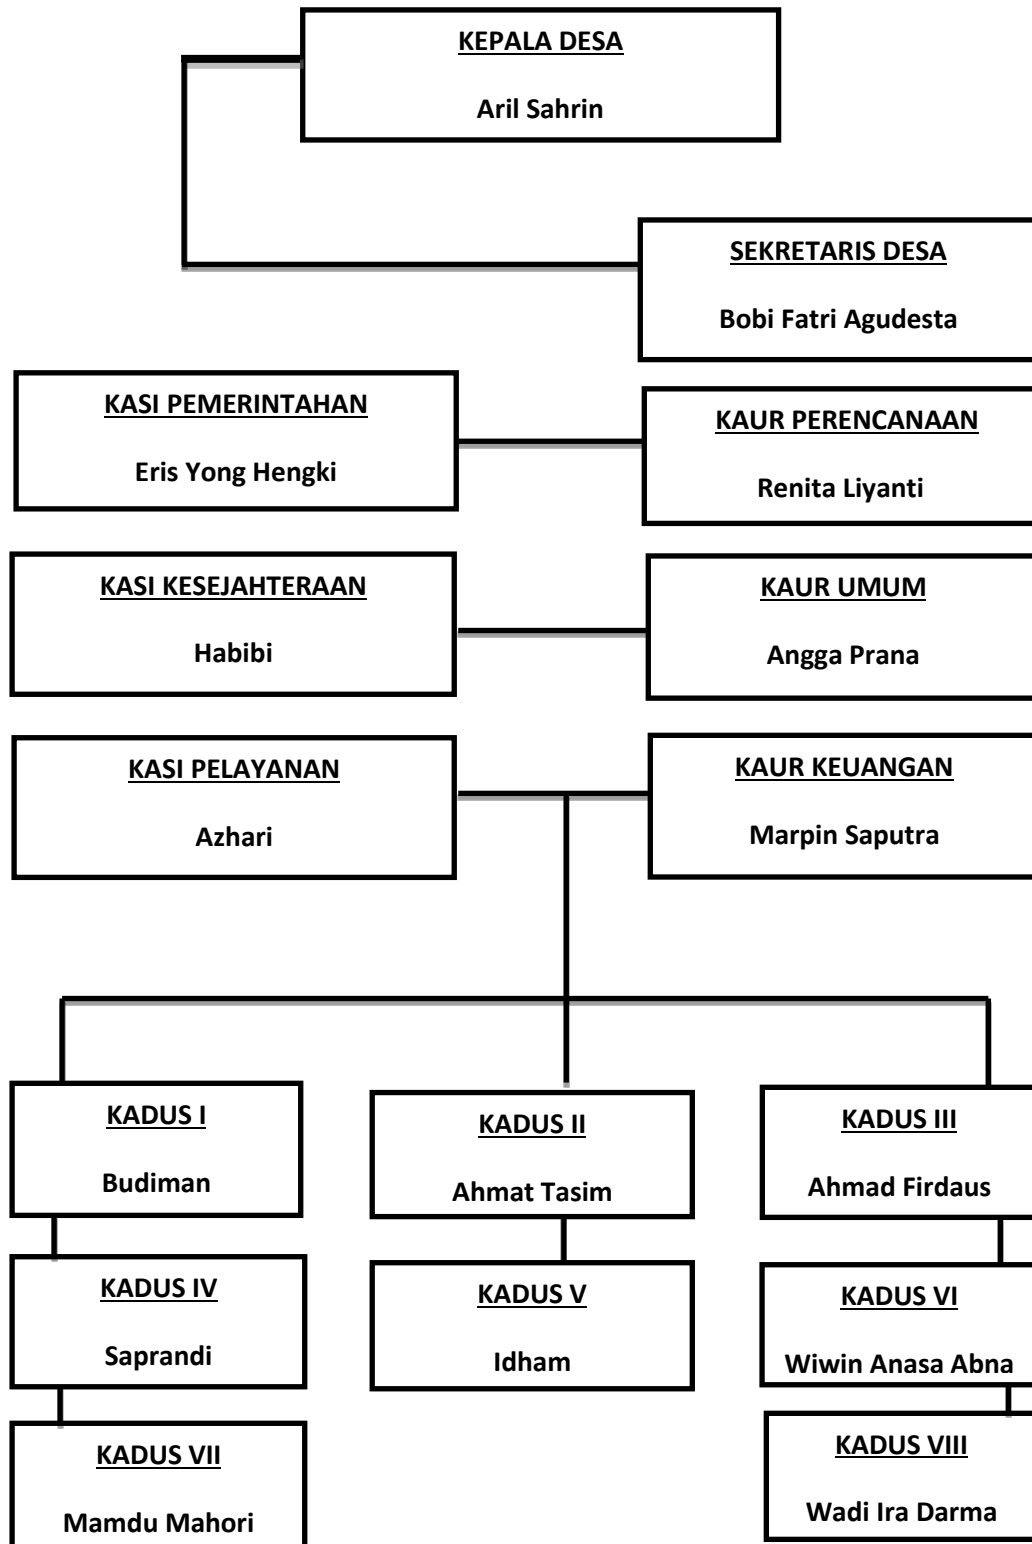 KEPALA DESA
Aril Sahrin
SEKRETARIS DESA
Bobi Fatri Agudesta
KASI PEMERINTAHAN
Eris Yong Hengki
KAUR PERENCANAAN
Renita Liyanti
KASI KESEJAHTERAAN
Habibi
KAUR UMUM
Angga Prana
KASI PELAYANAN
Azhari
KAUR KEUANGAN
Marpin Saputra
KADUS I
Budiman
KADUS II
Ahmat Tasim
KADUS III
Ahmad Firdaus
KADUS IV
Saprandi
KADUS V
Idham
KADUS VI
Wiwin Anasa Abna
KADUS VII
Mamdu Mahori
KADUS VIII
Wadi Ira Darma